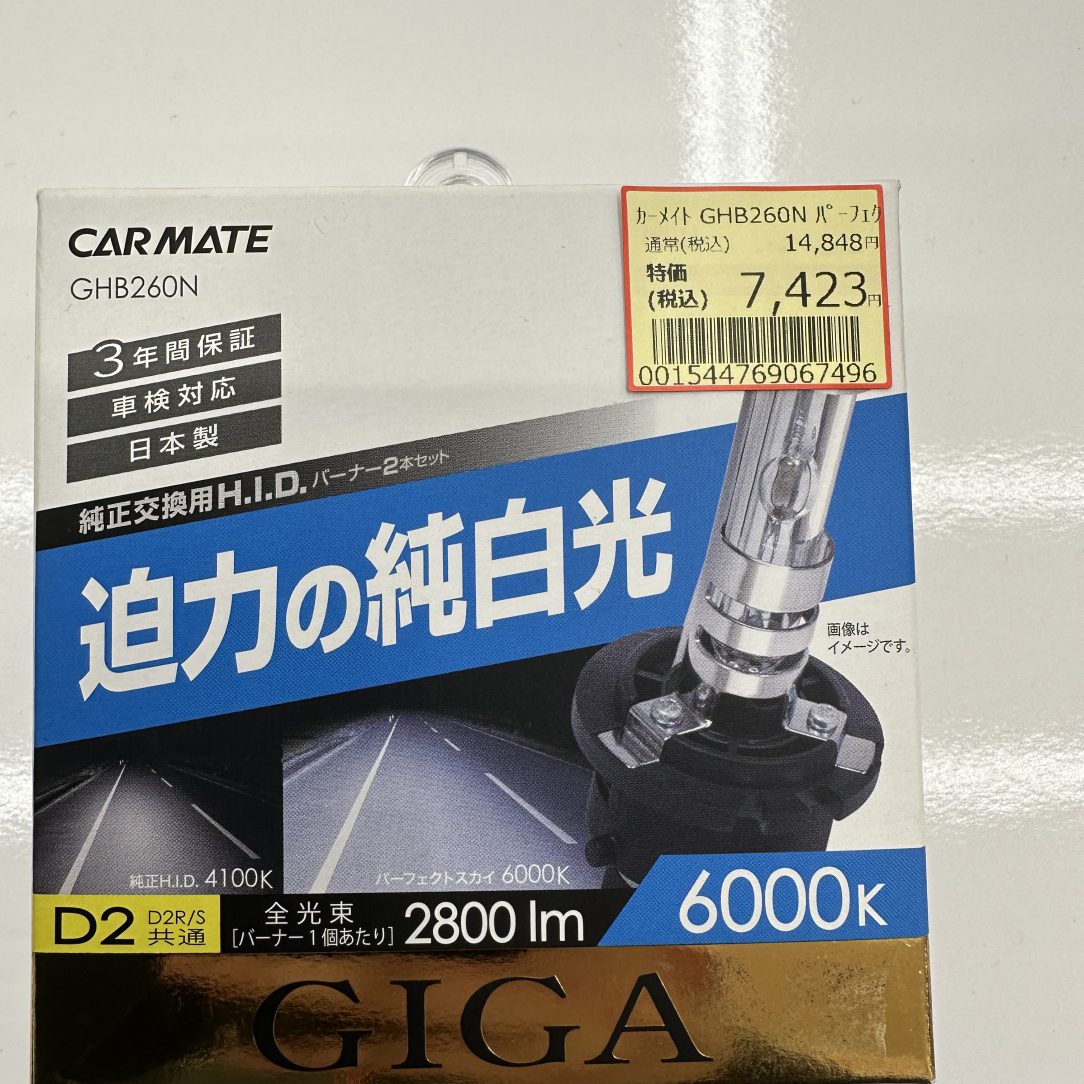 CARMATE
GHB260N
3年間保証
車検対応
日本製
カーメイト GHB260N パーフェク
通常(税込) 14,848円
特価
(税込) 7,423円
001544769067496
純正交換用H.I.D.バーナー2本セット
迫力の純白光
画像は
イメージです。
純正H.I.D. 4100K
パーフェクトスカイ 6000K
D2 D2R/S
共通
全光束
[バーナー1個あたり] 2800 lm
6000K
GIGA